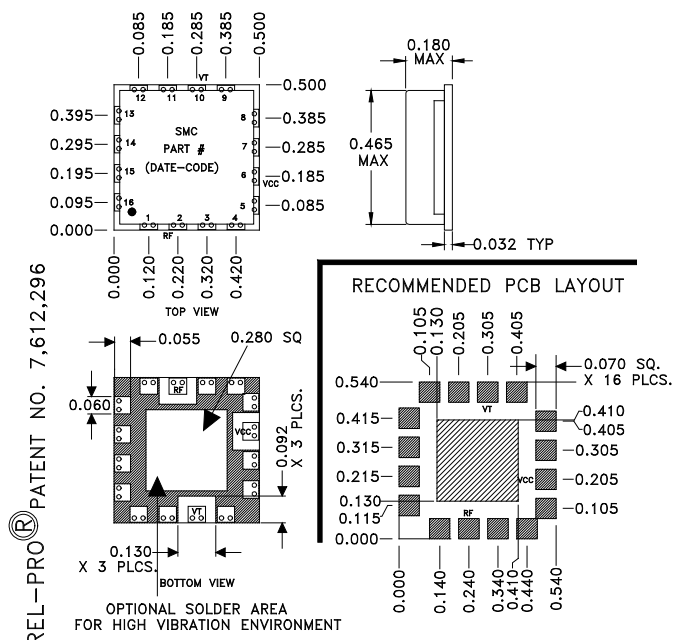 0.085
0.185
0.285
0.385
0.500
VT
12
11
10
9
0.500
0.385
0.285
0.185
0.085
8
7
6
VCC
5
SMC
PART #
(DATE-CODE)
0.395
0.295
0.195
0.095
0.000
13
14
15
16
1
2
3
4
RF
0.000
0.120
0.220
0.320
0.420
TOP VIEW
0.180
MAX
0.465
MAX
0.032 TYP
REL-PRO® PATENT NO. 7,612,296
0.055
0.280 SQ
0.060
RF
VCC
VT
0.092
X 3 PLCS.
0.130
X 3 PLCS.
BOTTOM VIEW
OPTIONAL SOLDER AREA
FOR HIGH VIBRATION ENVIRONMENT
RECOMMENDED PCB LAYOUT
0.105
0.130
0.205
0.305
0.405
0.070 SQ.
X 16 PLCS.
0.540
0.415
0.315
0.215
0.130
0.115
0.000
VT
VCC
RF
0.410
0.405
0.305
0.205
0.105
0.000
0.140
0.240
0.340
0.410
0.440
0.540